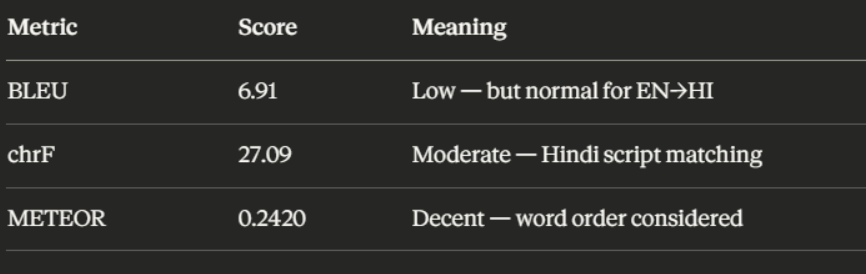 Metric Score Meaning
BLEU 6.91 Low — but normal for EN→HI
chrF 27.09 Moderate — Hindi script matching
METEOR 0.2420 Decent — word order considered